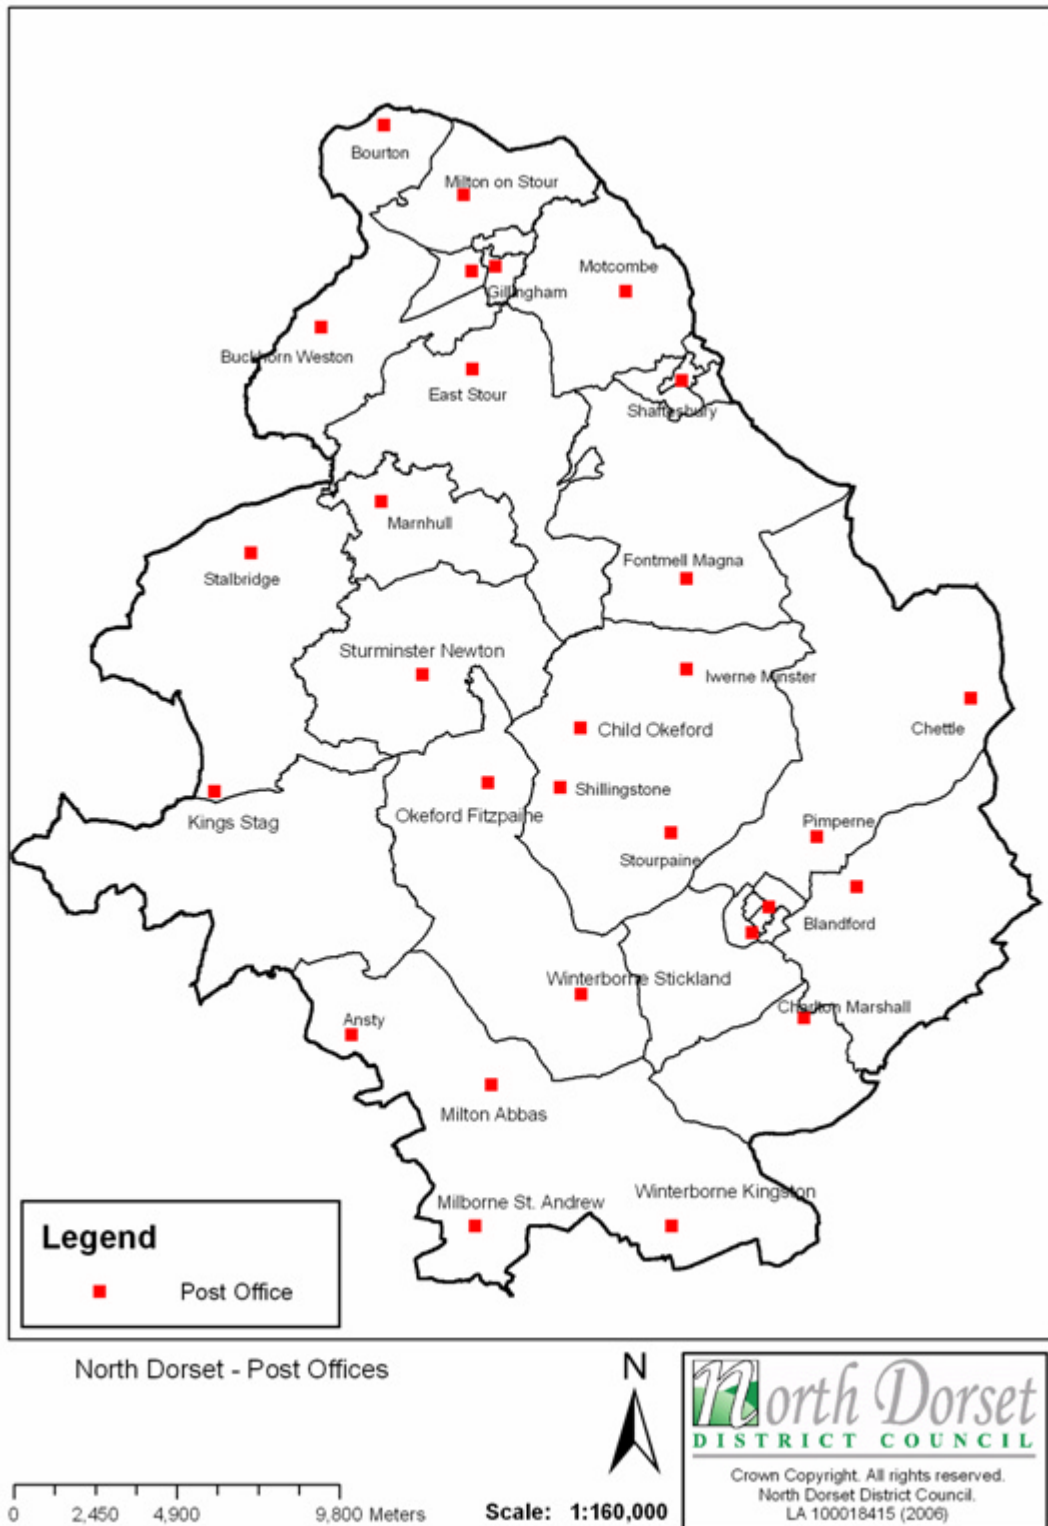 Bourton
Milton on Stour
Motcombe
Gillingham
Buckhorn Weston
East Stour
Shaftesbury
Marnhull
Fontmell Magna
Stalbridge
Sturminster Newton
Iwerne Minster
Child Okeford
Chettle
Shillingstone
Okeford Fitzpaine
Kings Stag
Pimperne
Stourpaine
Blandford
Winterborne Stickland
Charlton Marshall
Ansty
Milton Abbas
Winterborne Kingston
Milborne St. Andrew
Legend
Post Office
North Dorset - Post Offices
N
North Dorset
DISTRICT COUNCIL
Crown Copyright. All rights reserved.
North Dorset District Council.
LA 100018415 (2006)
0 2,450 4,900 9,800 Meters
Scale: 1:160,000